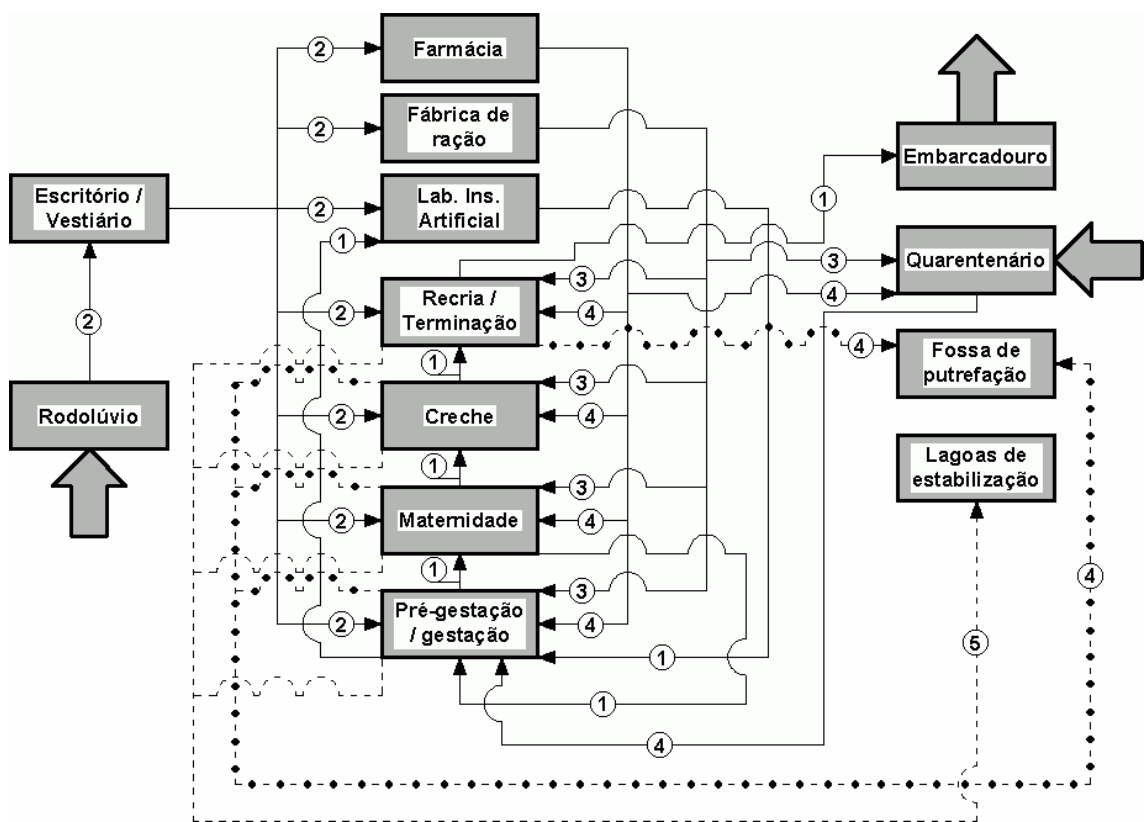 2
Farmácia
2
Fábrica de
ração
Embarcadouro
Escritório /
Vestiário
2
Lab. Ins.
Artificial
1
1
3
Quarentenário
3
4
2
Recria /
Terminação
4
2
1
4
Fossa de
putrefação
3
Rodolúvio
2
Creche
4
1
Lagoas de
estabilização
3
2
Maternidade
4
1
3
4
2
Pré-gestação
/ gestação
4
5
1
1
4